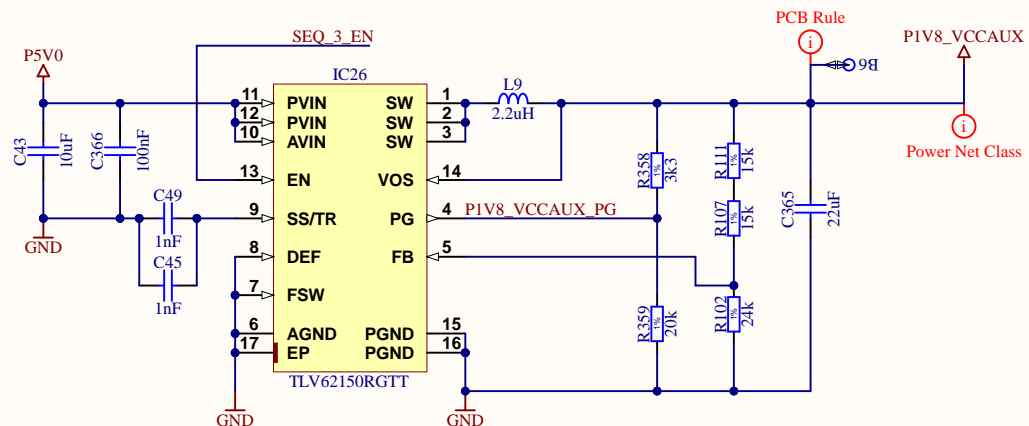 PCB Rule
i
SEQ_3_EN
P5V0
P1V8_VCCAUX
B6
IC26
L9
2.2uH
11 PVIN SW 1
12 PVIN SW 2
10 AVIN SW 3
13 EN VOS 14
9 SS/TR PG 4
8 DEF FB 5
7 FSW
6 AGND PGND 15
17 EP PGND 16
TLV62150RGTT
C43
10uF
C366
100nF
C49
1nF
C45
1nF
GND
GND
GND
P1V8_VCCAUX_PG
R358
1%
3k3
R359
1%
20k
R111
1%
15k
R107
1%
15k
R102
1%
24k
C365
22uF
i
Power Net Class